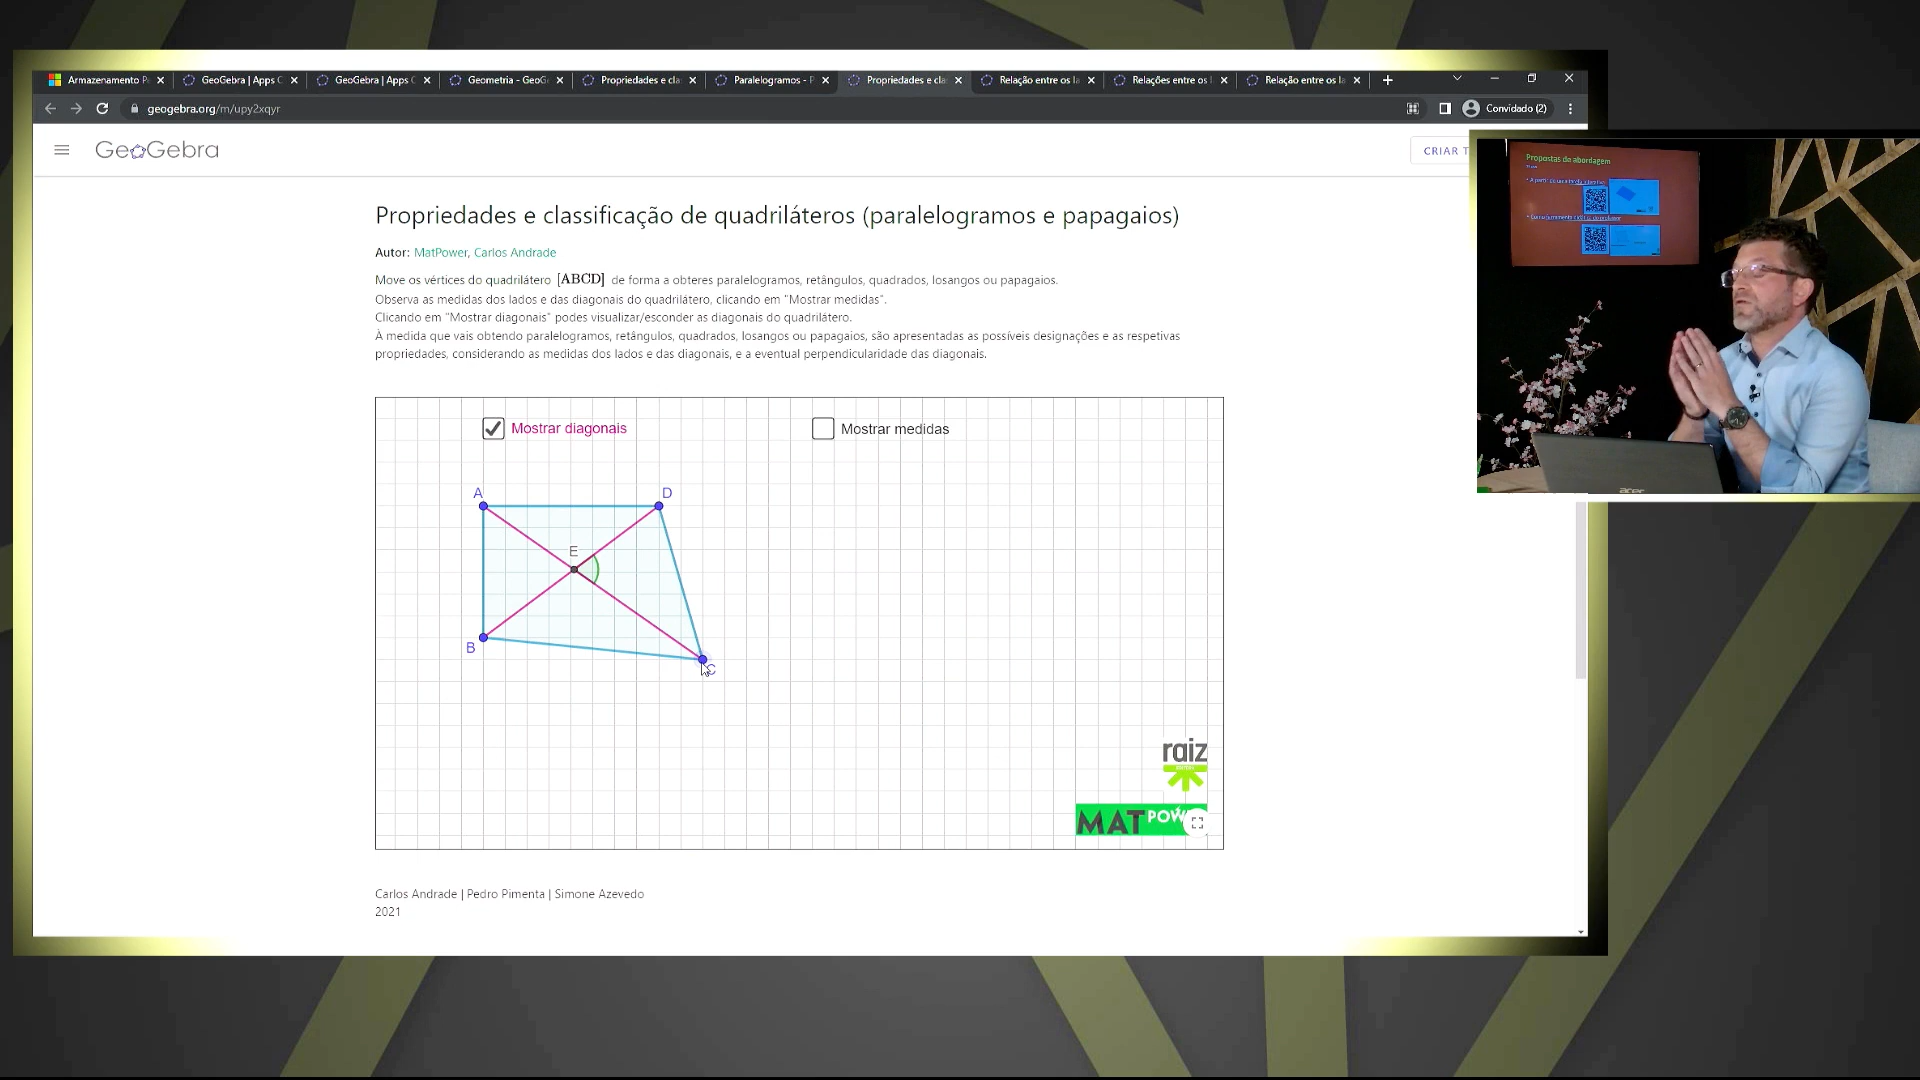 Armazenamento P
GeoGebra | Apps C
GeoGebra | Apps C
Geometria - GeoG
Propriedades e cla
Paralelogramos - P
Propriedades e cla
Relação entre os la
Relações entre os l
Relação entre os la
geogebra.org/m/upy2xqyr
Convidado (2)
GeoGebra
CRIAR T
Propostas de abordagem
Propriedades e classificação de quadriláteros (paralelogramos e papagaios)
Autor: MatPower, Carlos Andrade
Move os vértices do quadrilátero [ABCD] de forma a obteres paralelogramos, retângulos, quadrados, losangos ou papagaios.
Observa as medidas dos lados e das diagonais do quadrilátero, clicando em "Mostrar medidas".
Clicando em "Mostrar diagonais" podes visualizar/esconder as diagonais do quadrilátero.
À medida que vais obtendo paralelogramos, retângulos, quadrados, losangos ou papagaios, são apresentadas as possíveis designações e as respetivas
propriedades, considerando as medidas dos lados e das diagonais, e a eventual perpendicularidade das diagonais.
Mostrar diagonais
Mostrar medidas
A
D
E
B
C
acer
raiz
MAT POW
Carlos Andrade | Pedro Pimenta | Simone Azevedo
2021